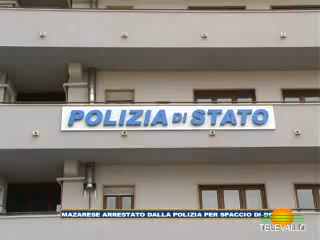 POLIZIA DI STATO
MAZARESE ARRESTATO DALLA POLIZIA PER SPACCIO DI
TELEVALLO